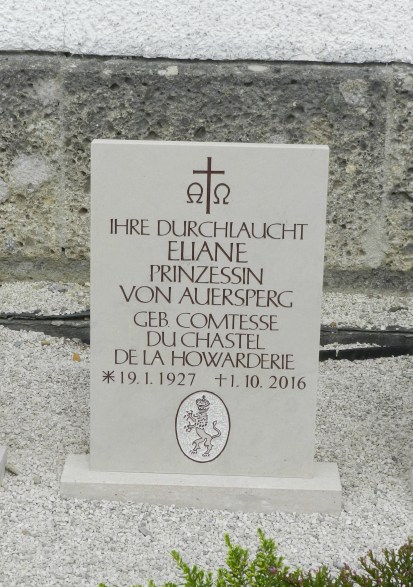 Ω Ω
IHRE DURCHLAUCHT
ELIANE
PRINZESSIN
VON AUERSPERG
GEB. COMTESSE
DU CHASTEL
DE LA HOWARDERIE
* 19. 1. 1927 †1. 10. 2016